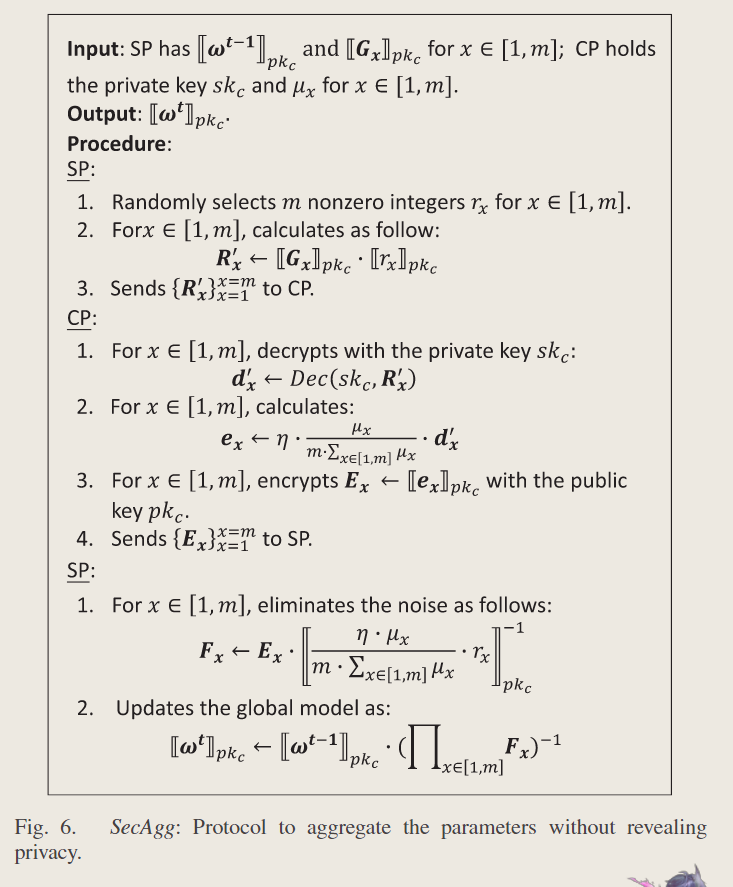 Input: SP has ⟦ω^{t−1}⟧_{pk_c} and ⟦G_x⟧_{pk_c} for x ∈ [1, m]; CP holds
the private key sk_c and μ_x for x ∈ [1, m].
Output: ⟦ω^t⟧_{pk_c}.
Procedure:
SP:
1. Randomly selects m nonzero integers r_x for x ∈ [1, m].
2. Forx ∈ [1, m], calculates as follow:
R′_x ← ⟦G_x⟧_{pk_c} · ⟦r_x⟧_{pk_c}
3. Sends {R′_x}_{x=1}^{x=m} to CP.
CP:
1. For x ∈ [1, m], decrypts with the private key sk_c:
d′_x ← Dec(sk_c, R′_x)
2. For x ∈ [1, m], calculates:
e_x ← η · \frac{μ_x}{m·∑_{x∈[1,m]} μ_x} · d′_x
3. For x ∈ [1, m], encrypts E_x ← ⟦e_x⟧_{pk_c} with the public
key pk_c.
4. Sends {E_x}_{x=1}^{x=m} to SP.
SP:
1. For x ∈ [1, m], eliminates the noise as follows:
F_x ← E_x · ⟦\frac{η · μ_x}{m · ∑_{x∈[1,m]} μ_x} · r_x⟧_{pk_c}^{−1}
2. Updates the global model as:
⟦ω^t⟧_{pk_c} ← ⟦ω^{t−1}⟧_{pk_c} · (∏_{x∈[1,m]} F_x)^{−1}
Fig. 6. SecAgg: Protocol to aggregate the parameters without revealing
privacy.